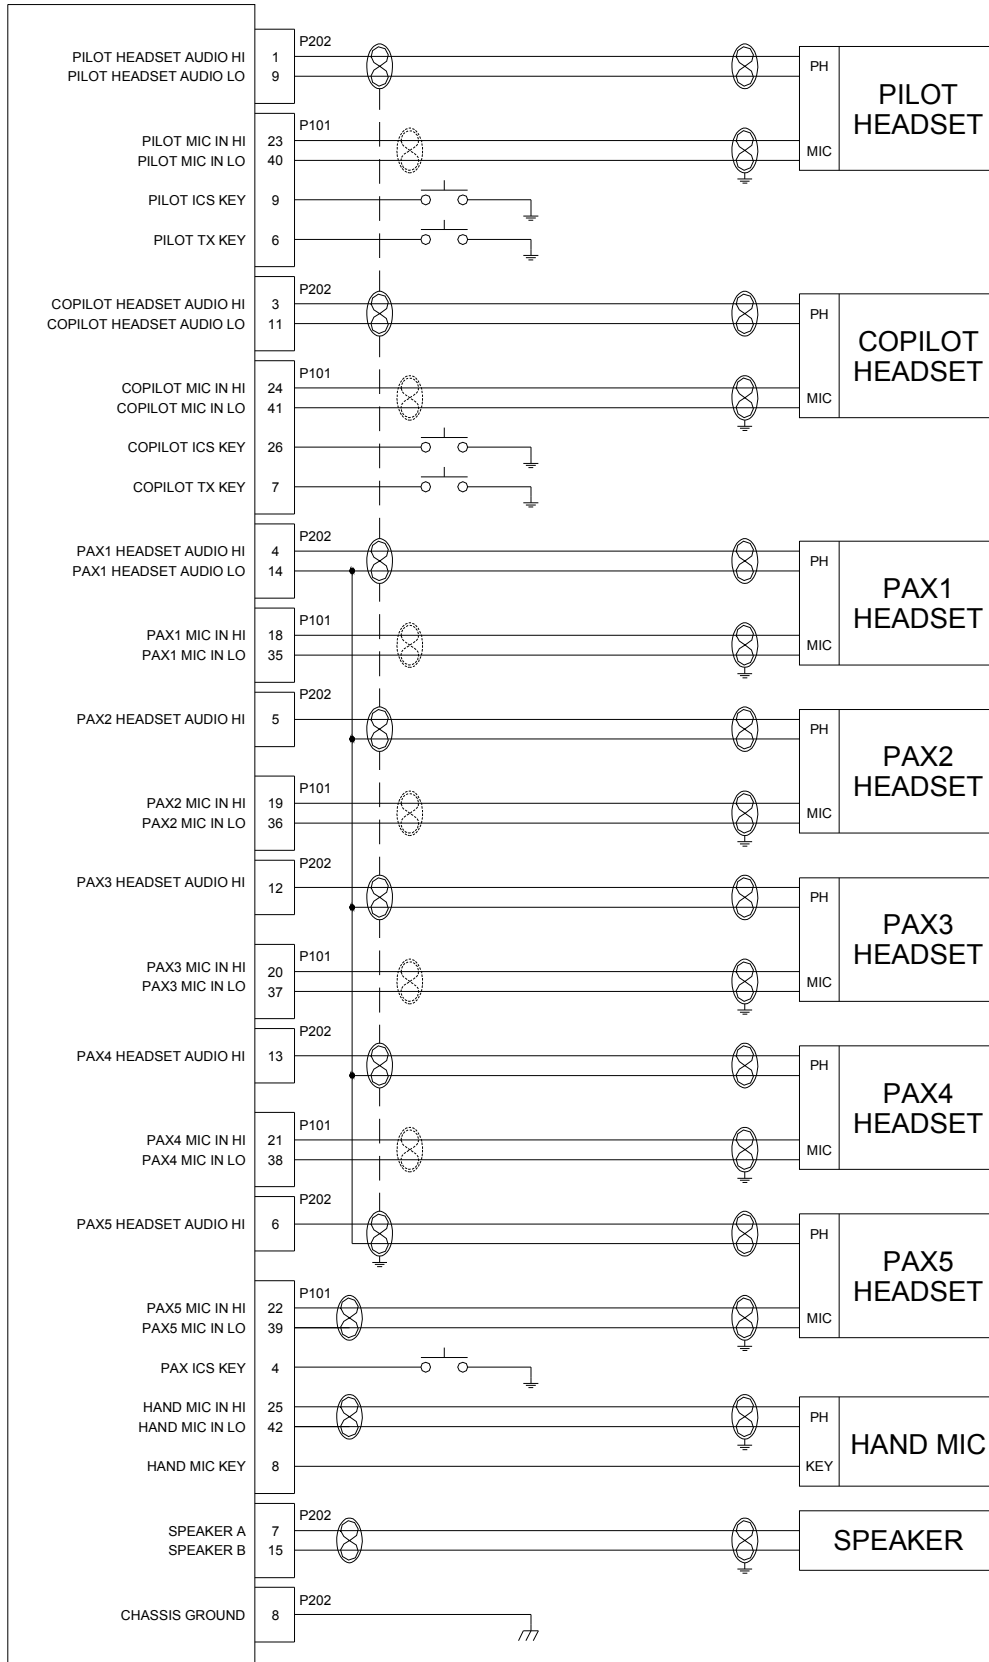 P202
PILOT HEADSET AUDIO HI 1
PILOT HEADSET AUDIO LO 9
PH
PILOT
HEADSET
P101
PILOT MIC IN HI 23
PILOT MIC IN LO 40
MIC
PILOT ICS KEY 9
PILOT TX KEY 6
P202
COPILOT HEADSET AUDIO HI 3
COPILOT HEADSET AUDIO LO 11
PH
COPILOT
HEADSET
P101
COPILOT MIC IN HI 24
COPILOT MIC IN LO 41
MIC
COPILOT ICS KEY 26
COPILOT TX KEY 7
P202
PAX1 HEADSET AUDIO HI 4
PAX1 HEADSET AUDIO LO 14
PH
PAX1
HEADSET
P101
PAX1 MIC IN HI 18
PAX1 MIC IN LO 35
MIC
P202
PAX2 HEADSET AUDIO HI 5
PH
PAX2
HEADSET
P101
PAX2 MIC IN HI 19
PAX2 MIC IN LO 36
MIC
P202
PAX3 HEADSET AUDIO HI 12
PH
PAX3
HEADSET
P101
PAX3 MIC IN HI 20
PAX3 MIC IN LO 37
MIC
P202
PAX4 HEADSET AUDIO HI 13
PH
PAX4
HEADSET
P101
PAX4 MIC IN HI 21
PAX4 MIC IN LO 38
MIC
P202
PAX5 HEADSET AUDIO HI 6
PH
PAX5
HEADSET
P101
PAX5 MIC IN HI 22
PAX5 MIC IN LO 39
MIC
PAX ICS KEY 4
HAND MIC IN HI 25
HAND MIC IN LO 42
PH
HAND MIC
HAND MIC KEY 8
KEY
P202
SPEAKER A 7
SPEAKER B 15
SPEAKER
P202
CHASSIS GROUND 8